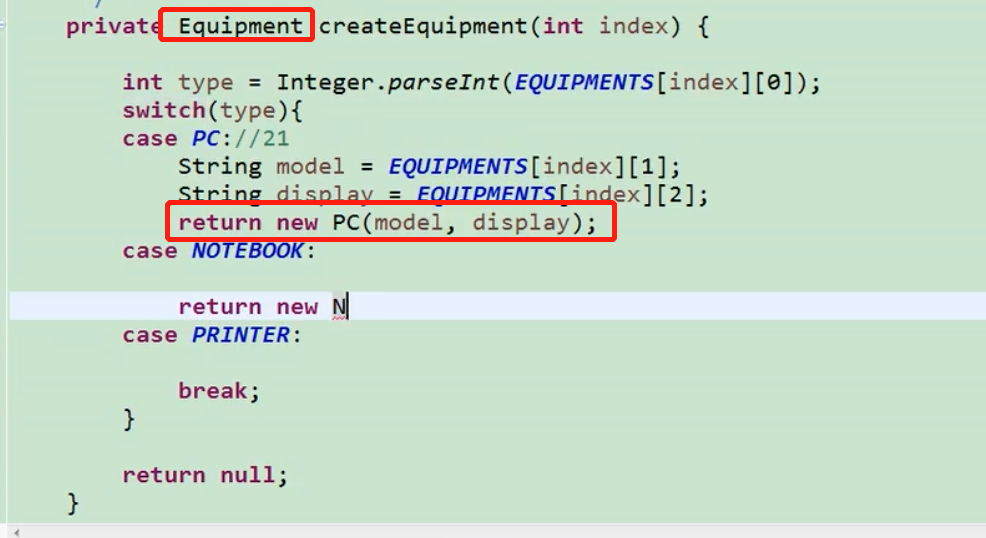 private Equipment createEquipment(int index) {
int type = Integer.parseInt(EQUIPMENTS[index][0]);
switch(type){
case PC://21
String model = EQUIPMENTS[index][1];
String display = EQUIPMENTS[index][2];
return new PC(model, display);
case NOTEBOOK:
return new N
case PRINTER:
break;
}
return null;
}